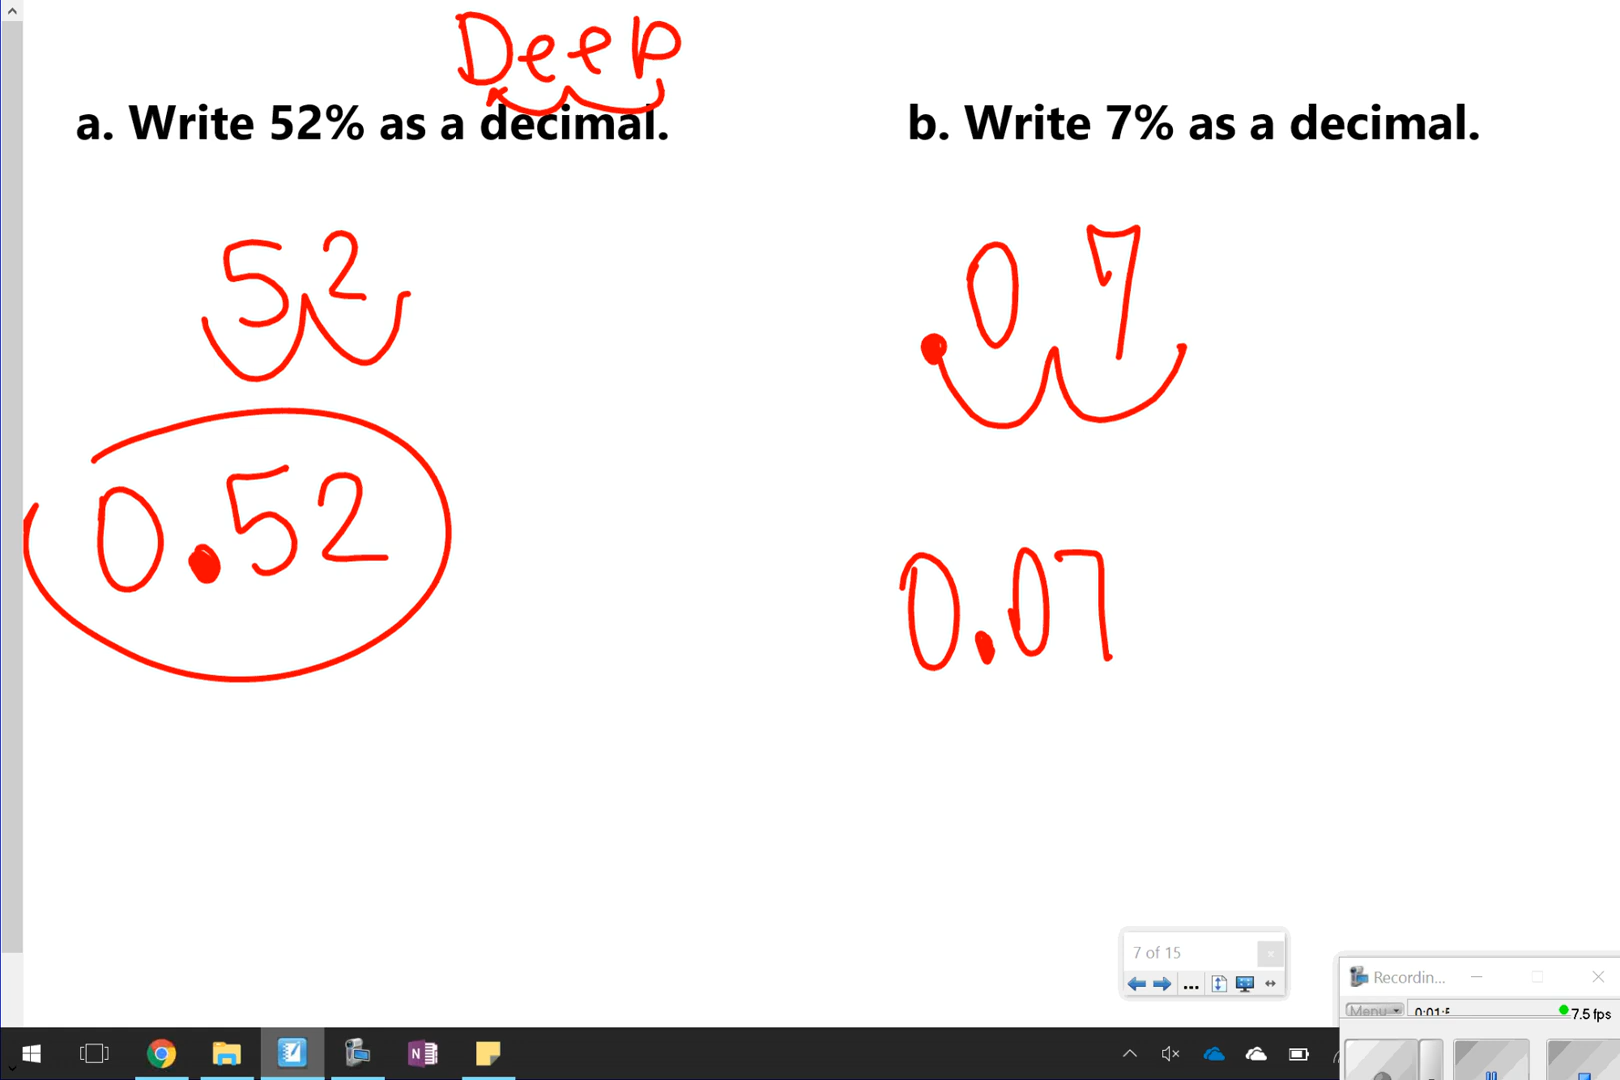 Deep
a. Write 52% as a decimal.
52
0.52
b. Write 7% as a decimal.
.07
0.07
7 of 15
x
...
Recordin...
Menu
7.5 fps
N